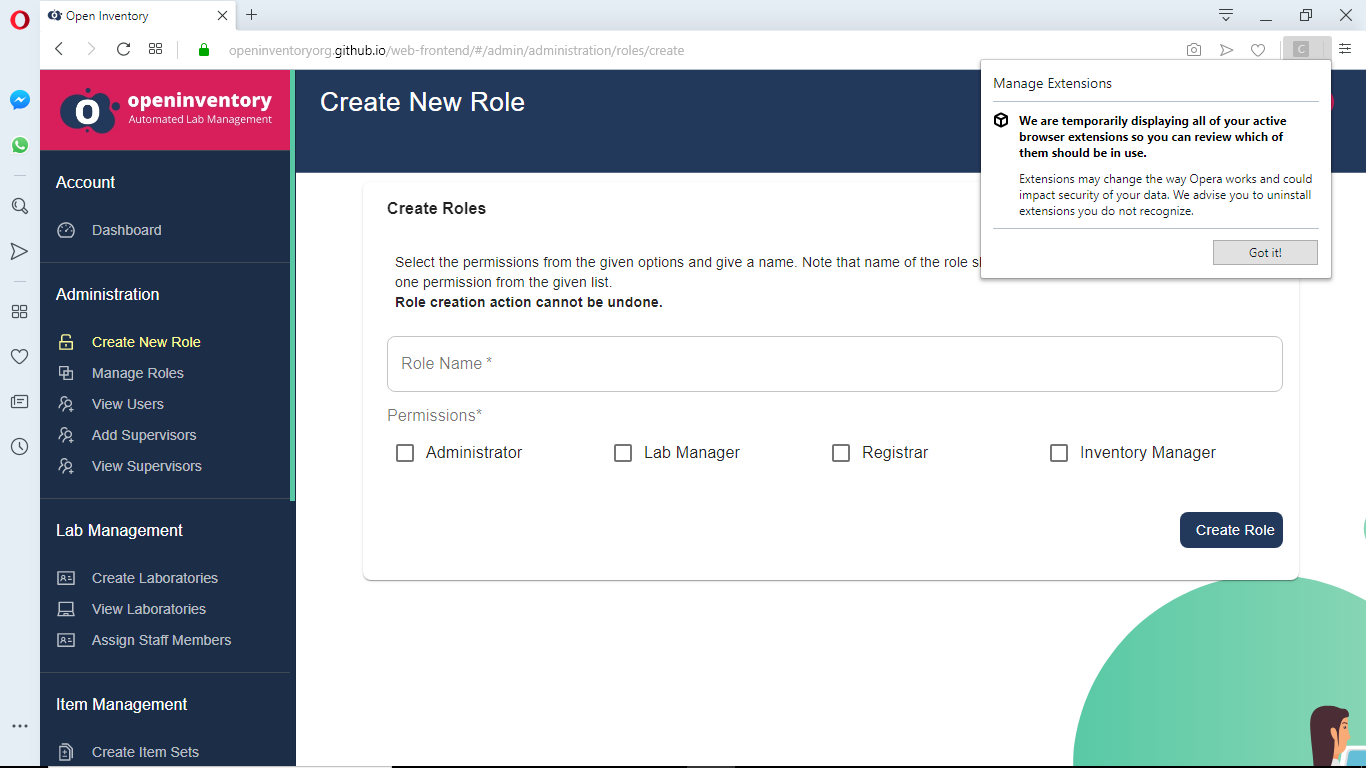 Open Inventory
openinventoryorg.github.io/web-frontend/#/admin/administration/roles/create
C
openinventory
Automated Lab Management
Create New Role
Manage Extensions
We are temporarily displaying all of your active
browser extensions so you can review which of
them should be in use.
Extensions may change the way Opera works and could
impact security of your data. We advise you to uninstall
extensions you do not recognize.
Got it!
Account
Dashboard
Administration
Create New Role
Manage Roles
View Users
Add Supervisors
View Supervisors
Lab Management
Create Laboratories
View Laboratories
Assign Staff Members
Item Management
Create Item Sets
Create Roles
Select the permissions from the given options and give a name. Note that name of the role
one permission from the given list.
Role creation action cannot be undone.
Role Name *
Permissions*
Administrator
Lab Manager
Registrar
Inventory Manager
Create Role